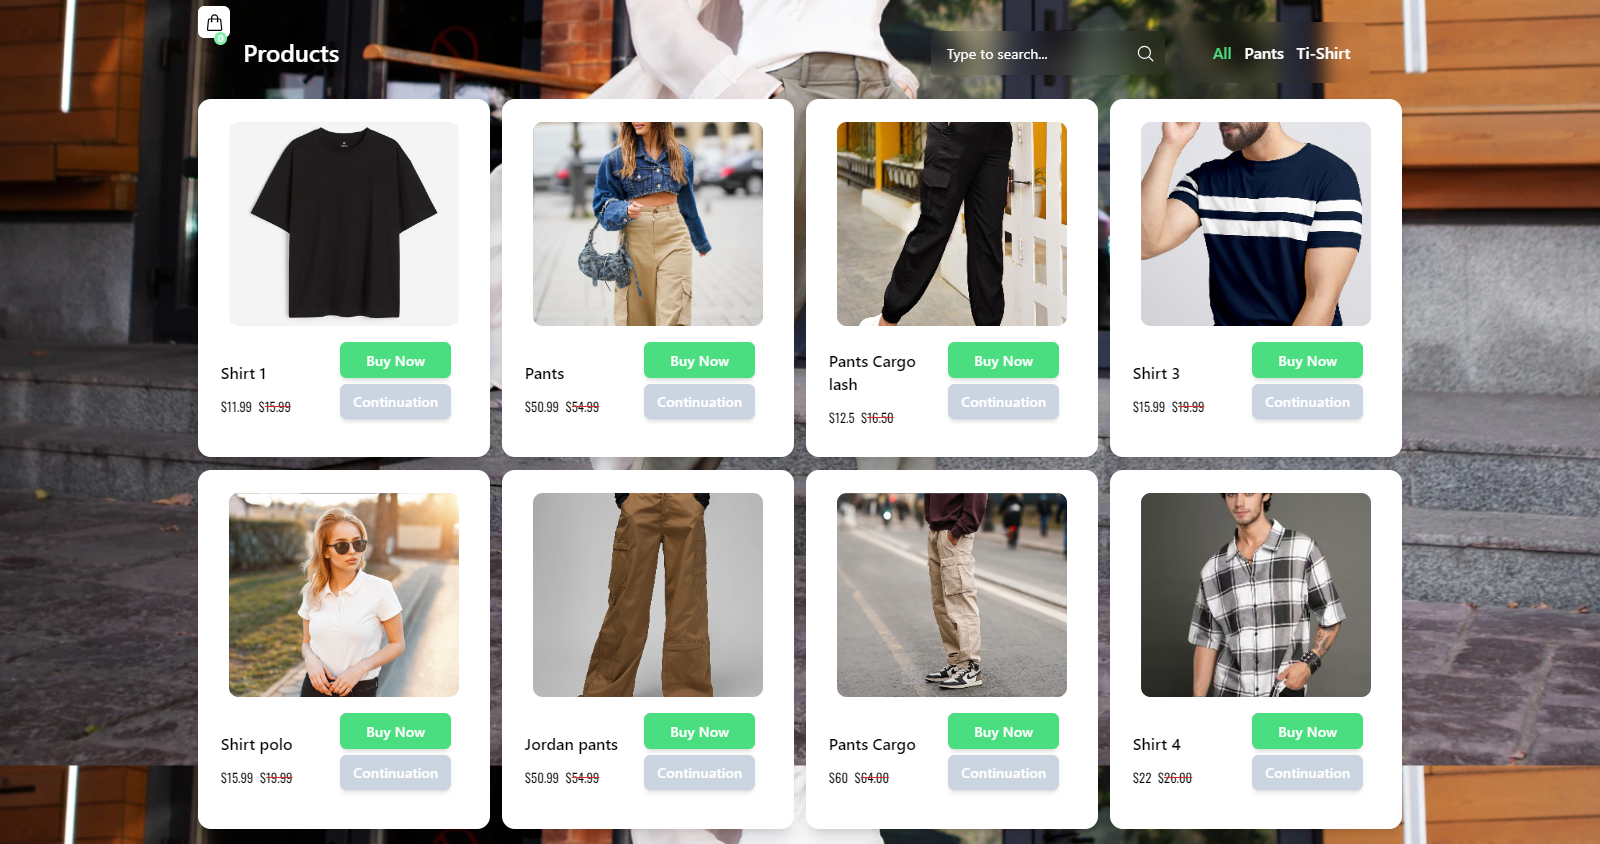 0
Products
Type to search...
All Pants Ti-Shirt
Shirt 1
$11.99 $15.99
Buy Now
Continuation
Pants
$50.99 $54.99
Buy Now
Continuation
Pants Cargo
lash
$12.5 $16.50
Buy Now
Continuation
Shirt 3
$15.99 $19.99
Buy Now
Continuation
Shirt polo
$15.99 $19.99
Buy Now
Continuation
Jordan pants
$50.99 $54.99
Buy Now
Continuation
Pants Cargo
$60 $64.00
Buy Now
Continuation
Shirt 4
$22 $26.00
Buy Now
Continuation